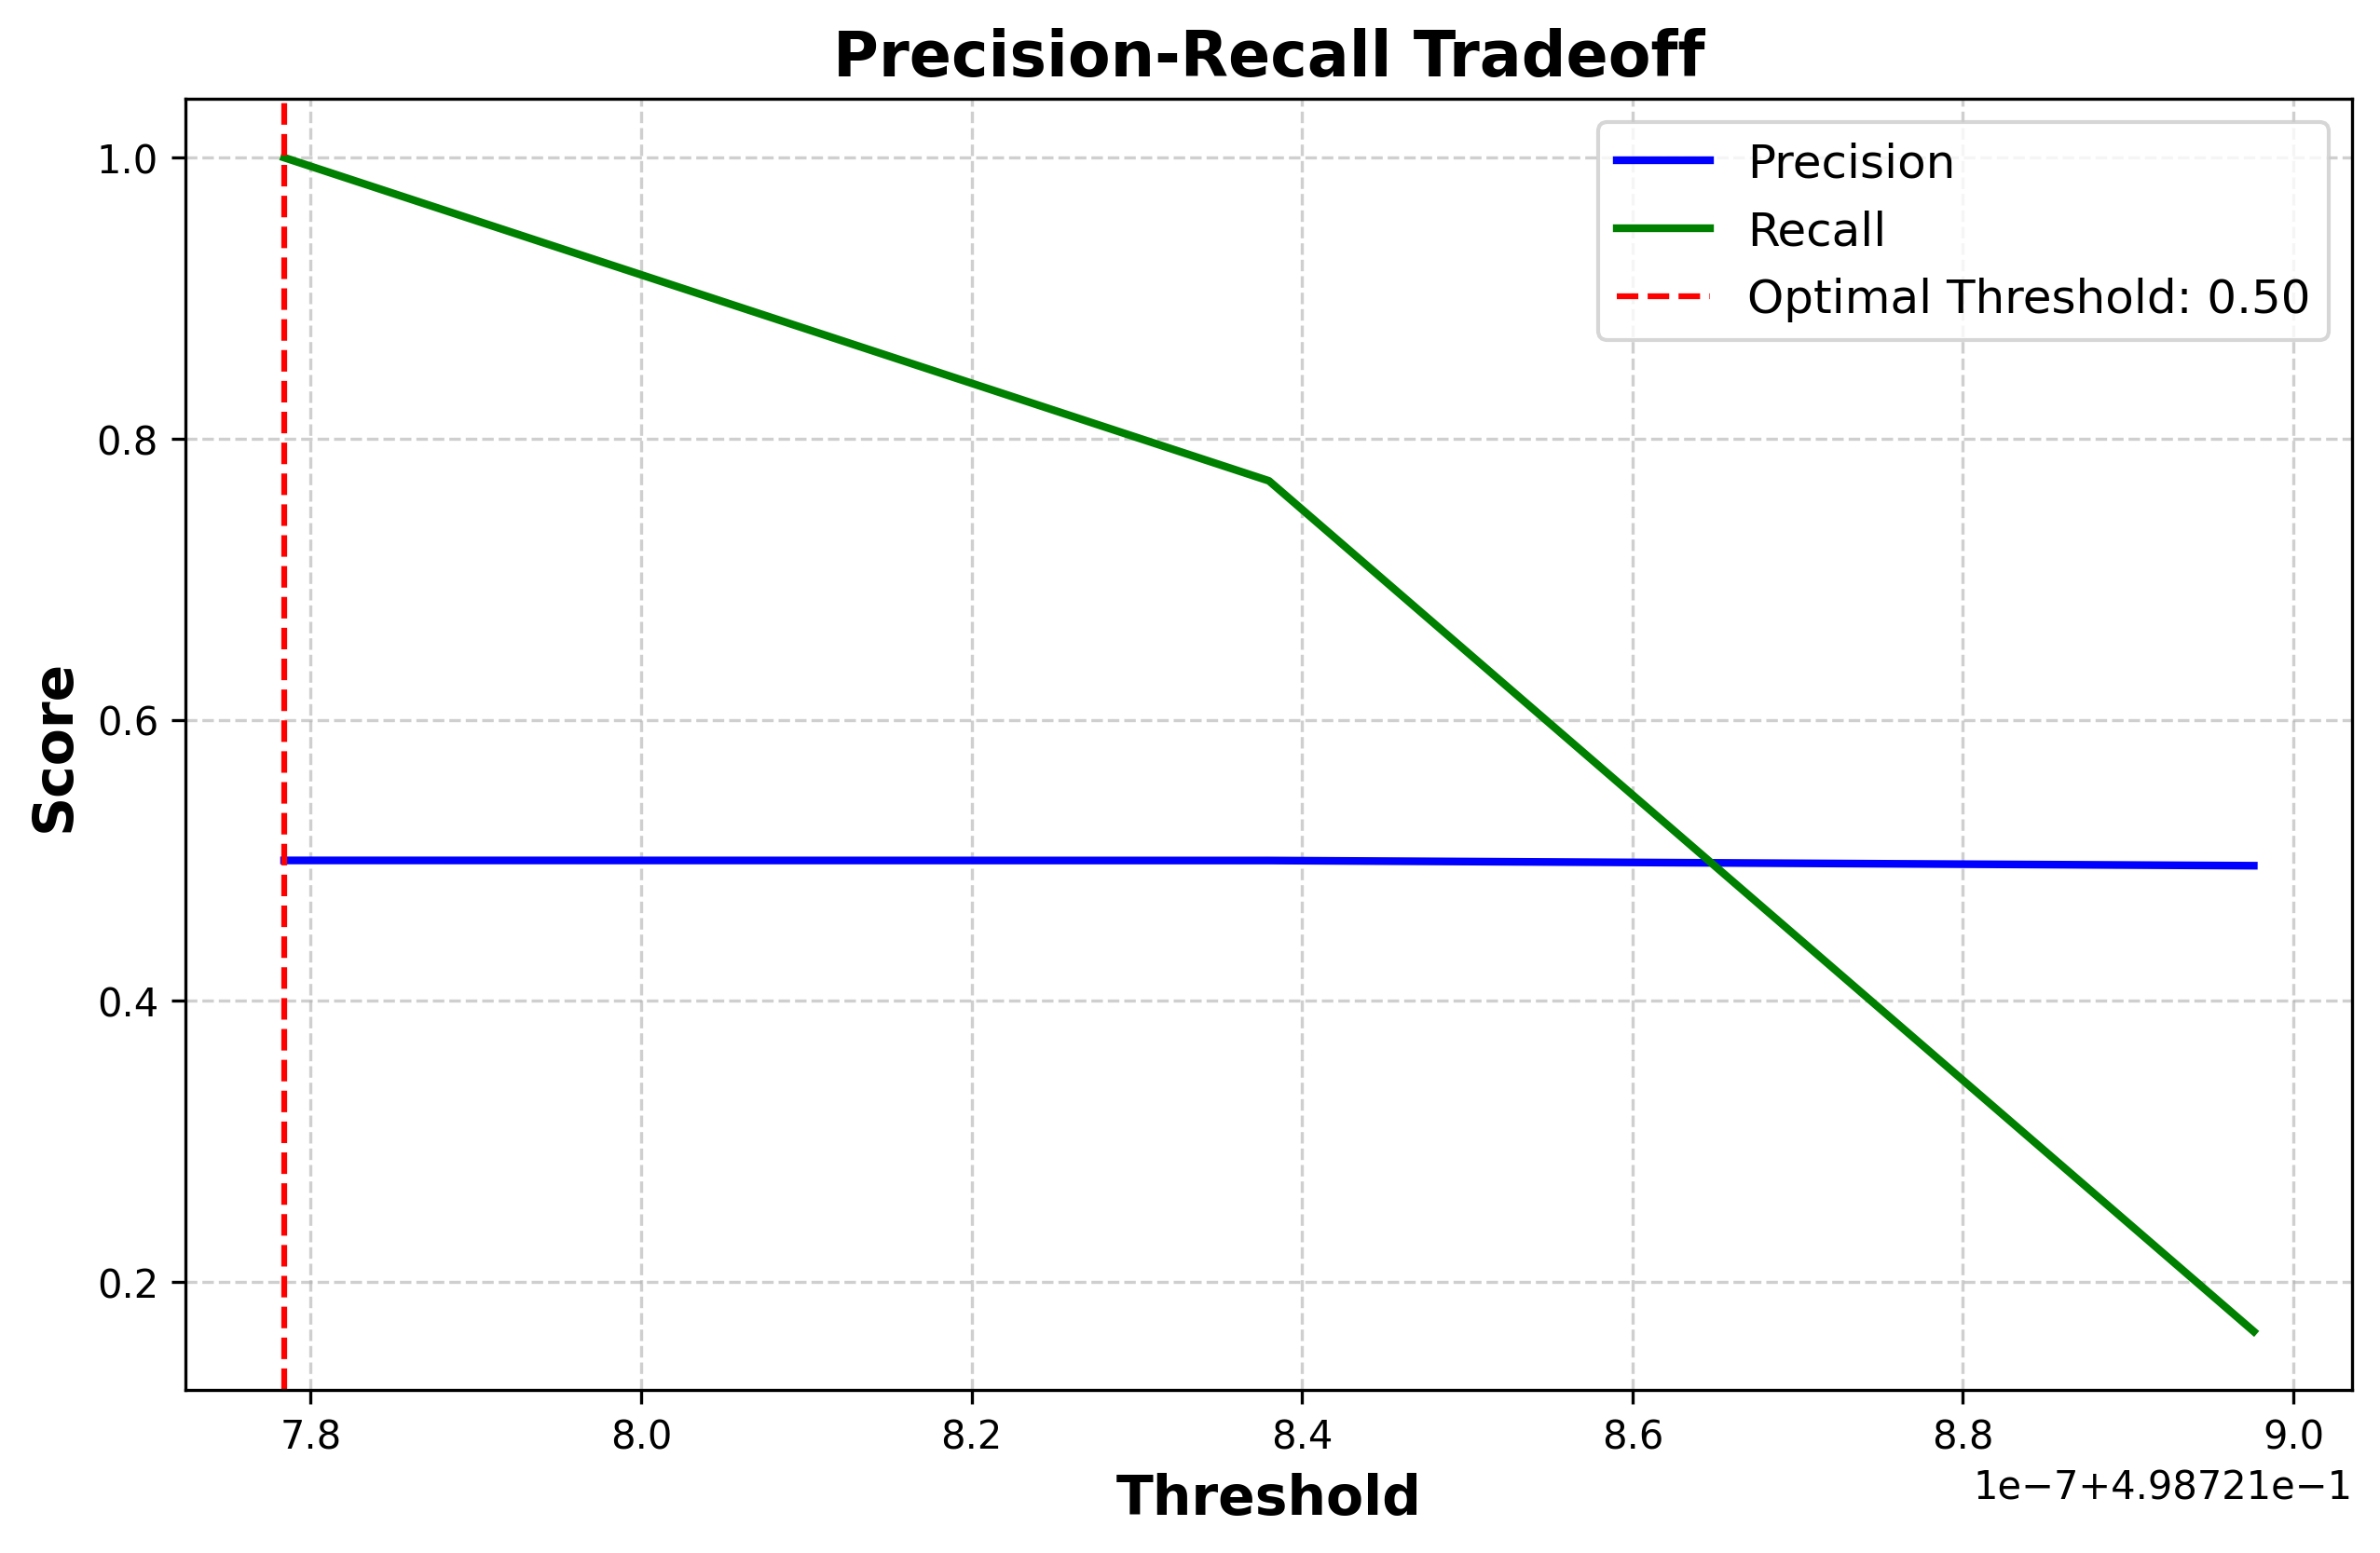 Precision-Recall Tradeoff
Precision
Recall
Optimal Threshold: 0.50
Score
1.0
0.8
0.6
0.4
0.2
7.8 8.0 8.2 8.4 8.6 8.8 9.0
1e−7+4.98721e−1
Threshold